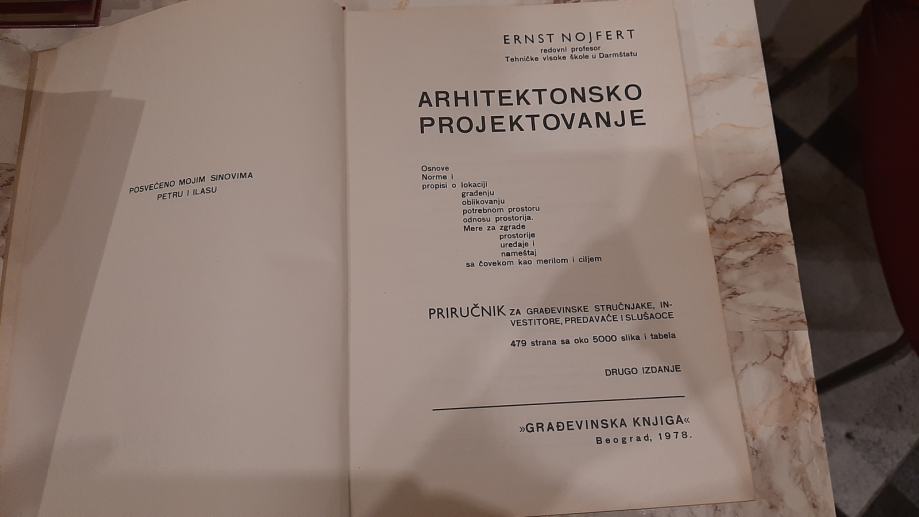 POSVEĆENO MOJIM SINOVIMA
PETRU I ILASU
ERNST NOJFERT
redovni profesor
Tehničke visoke škole u Darmštatu
ARHITEKTONSKO
PROJEKTOVANJE
Osnove
Norme i
propisi o lokaciji
građenju
oblikovanju
potrebnom prostoru
odnosu prostorija.
Mere za zgrade
prostorije
uređaje i
nameštaj
sa čovekom kao merilom i ciljem
PRIRUČNIK ZA GRAĐEVINSKE STRUČNJAKE, IN-
VESTITORE, PREDAVAČE I SLUŠAOCE
479 strana sa oko 5000 slika i tabela
DRUGO IZDANJE
»GRAĐEVINSKA KNJIGA«
Beograd, 1978.